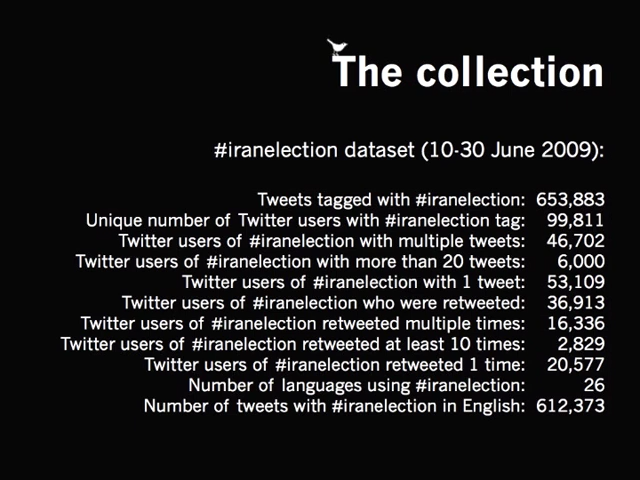 The collection
#iranelection dataset (10-30 June 2009):
Tweets tagged with #iranelection: 653,883
Unique number of Twitter users with #iranelection tag: 99,811
Twitter users of #iranelection with multiple tweets: 46,702
Twitter users of #iranelection with more than 20 tweets: 6,000
Twitter users of #iranelection with 1 tweet: 53,109
Twitter users of #iranelection who were retweeted: 36,913
Twitter users of #iranelection retweeted multiple times: 16,336
Twitter users of #iranelection retweeted at least 10 times: 2,829
Twitter users of #iranelection retweeted 1 time: 20,577
Number of languages using #iranelection: 26
Number of tweets with #iranelection in English: 612,373